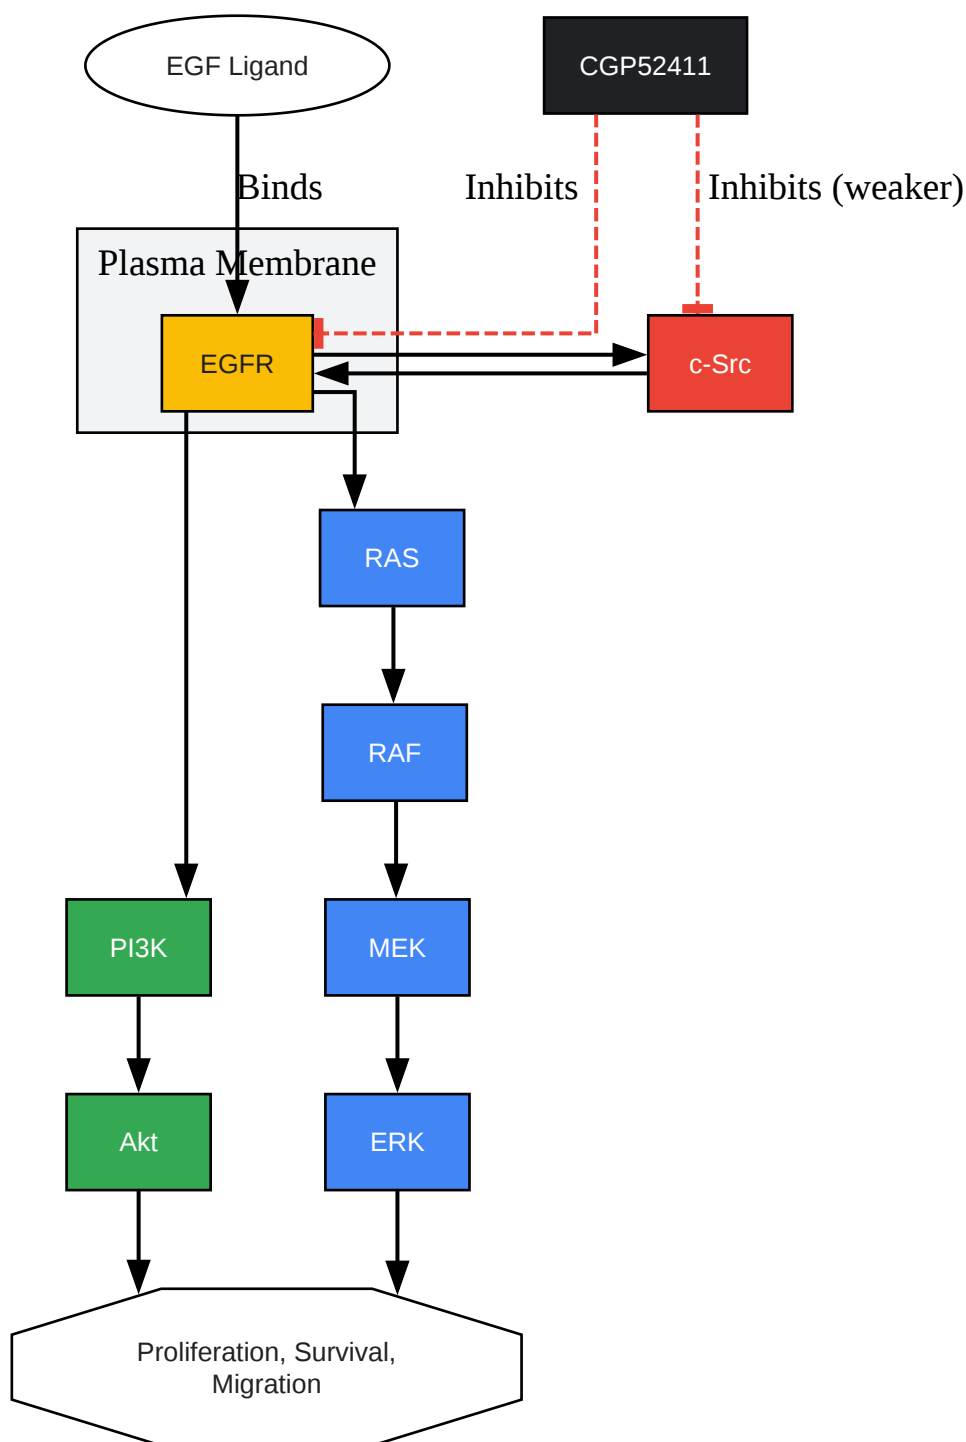 EGF Ligand
CGP52411
Binds
Inhibits
Inhibits (weaker)
Plasma Membrane
EGFR
c-Src
RAS
RAF
PI3K
MEK
Akt
ERK
Proliferation, Survival,
Migration